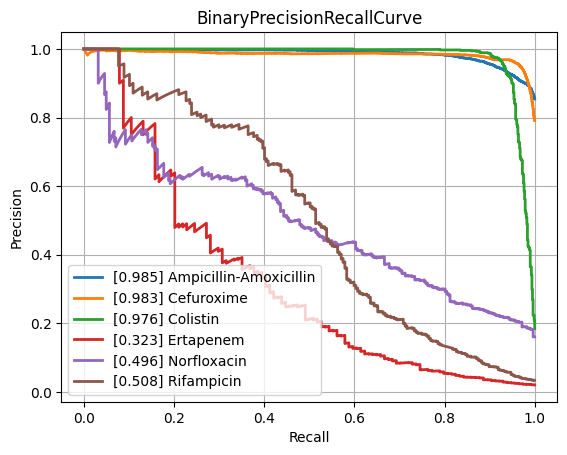 BinaryPrecisionRecallCurve
1.0
0.8
0.6
0.4
0.2
0.0
Precision
[0.985] Ampicillin-Amoxicillin
[0.983] Cefuroxime
[0.976] Colistin
[0.323] Ertapenem
[0.496] Norfloxacin
[0.508] Rifampicin
0.0 0.2 0.4 0.6 0.8 1.0
Recall